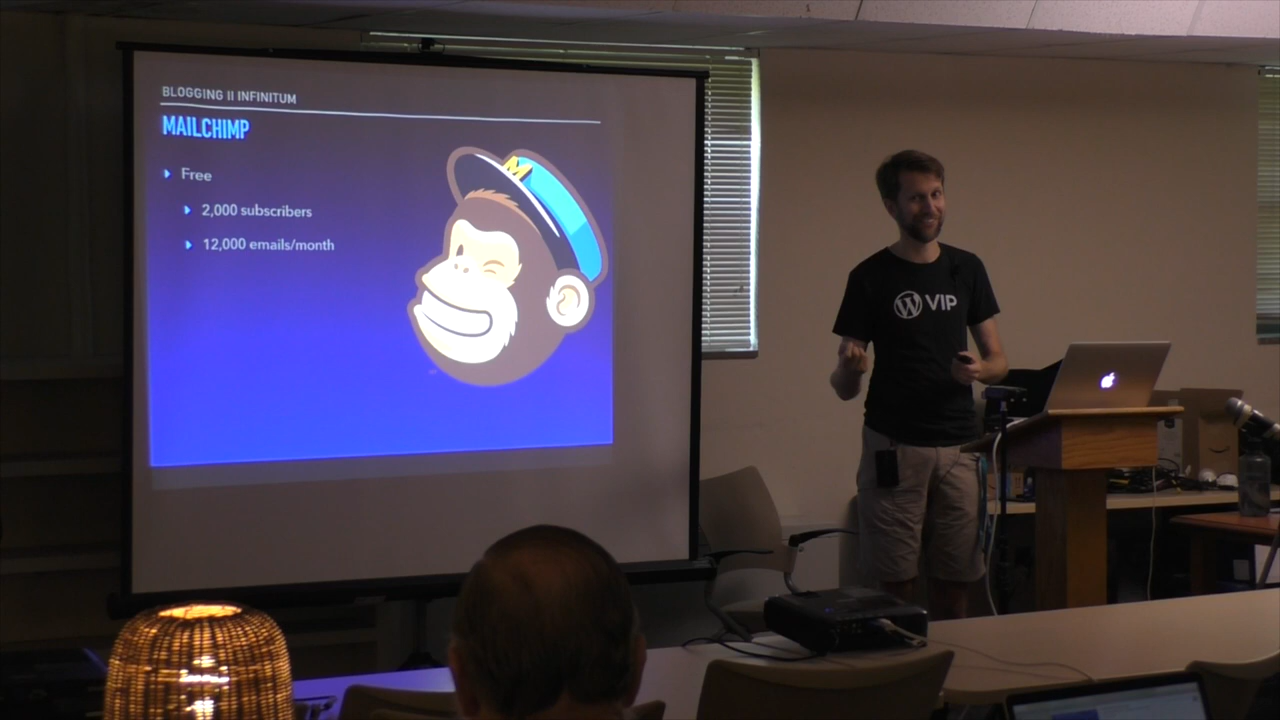 BLOGGING II INFINITUM
MAILCHIMP
Free
2,000 subscribers
12,000 emails/month
M
W VIP